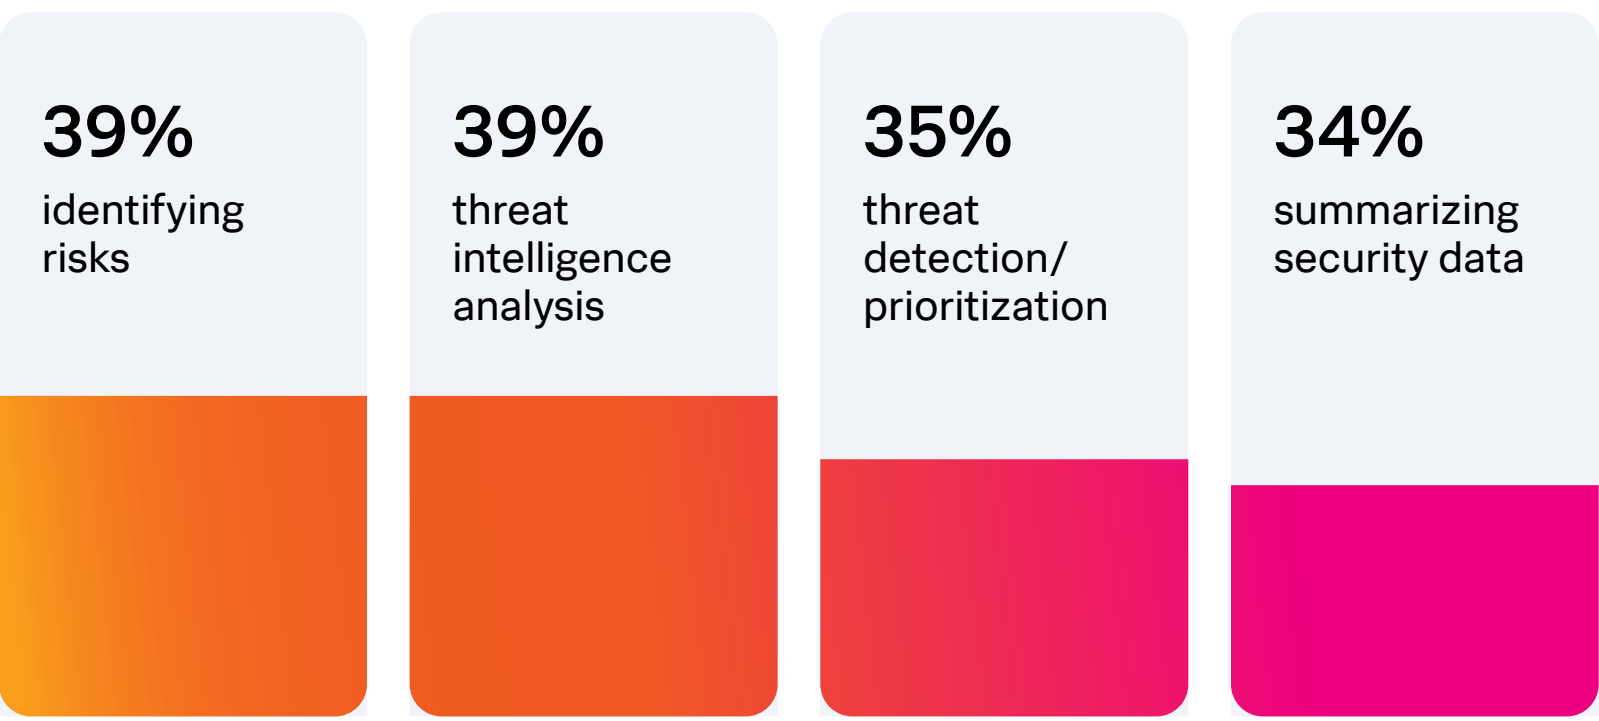 39%
identifying
risks
39%
threat
intelligence
analysis
35%
threat
detection/
prioritization
34%
summarizing
security data